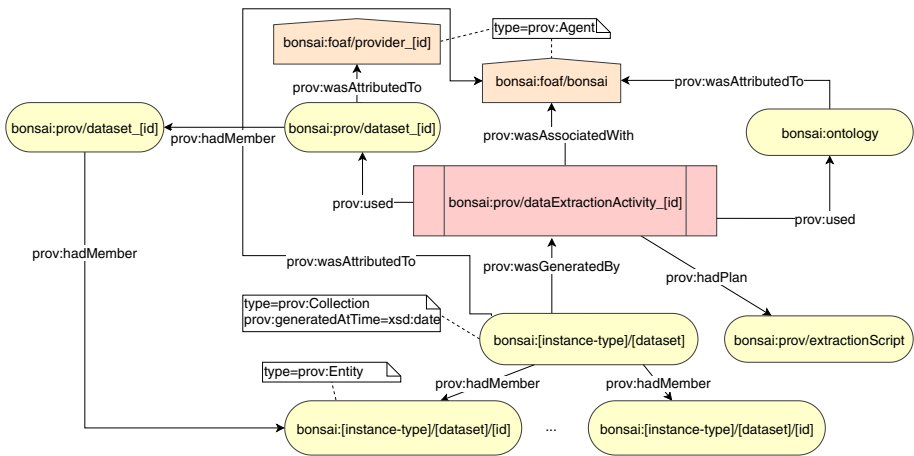 type=prov:Agent
bonsai:foaf/provider_[id]
bonsai:foaf/bonsai
prov:wasAttributedTo
prov:wasAttributedTo
bonsai:prov/dataset_[id]
prov:hadMember
bonsai:prov/dataset_[id]
prov:wasAssociatedWith
bonsai:ontology
prov:used
bonsai:prov/dataExtractionActivity_[id]
prov:used
prov:hadMember
prov:wasAttributedTo
prov:wasGeneratedBy
prov:hadPlan
type=prov:Collection
prov:generatedAtTime=xsd:date
bonsai:[instance-type]/[dataset]
bonsai:prov/extractionScript
type=prov:Entity
prov:hadMember
prov:hadMember
bonsai:[instance-type]/[dataset]/[id]
...
bonsai:[instance-type]/[dataset]/[id]